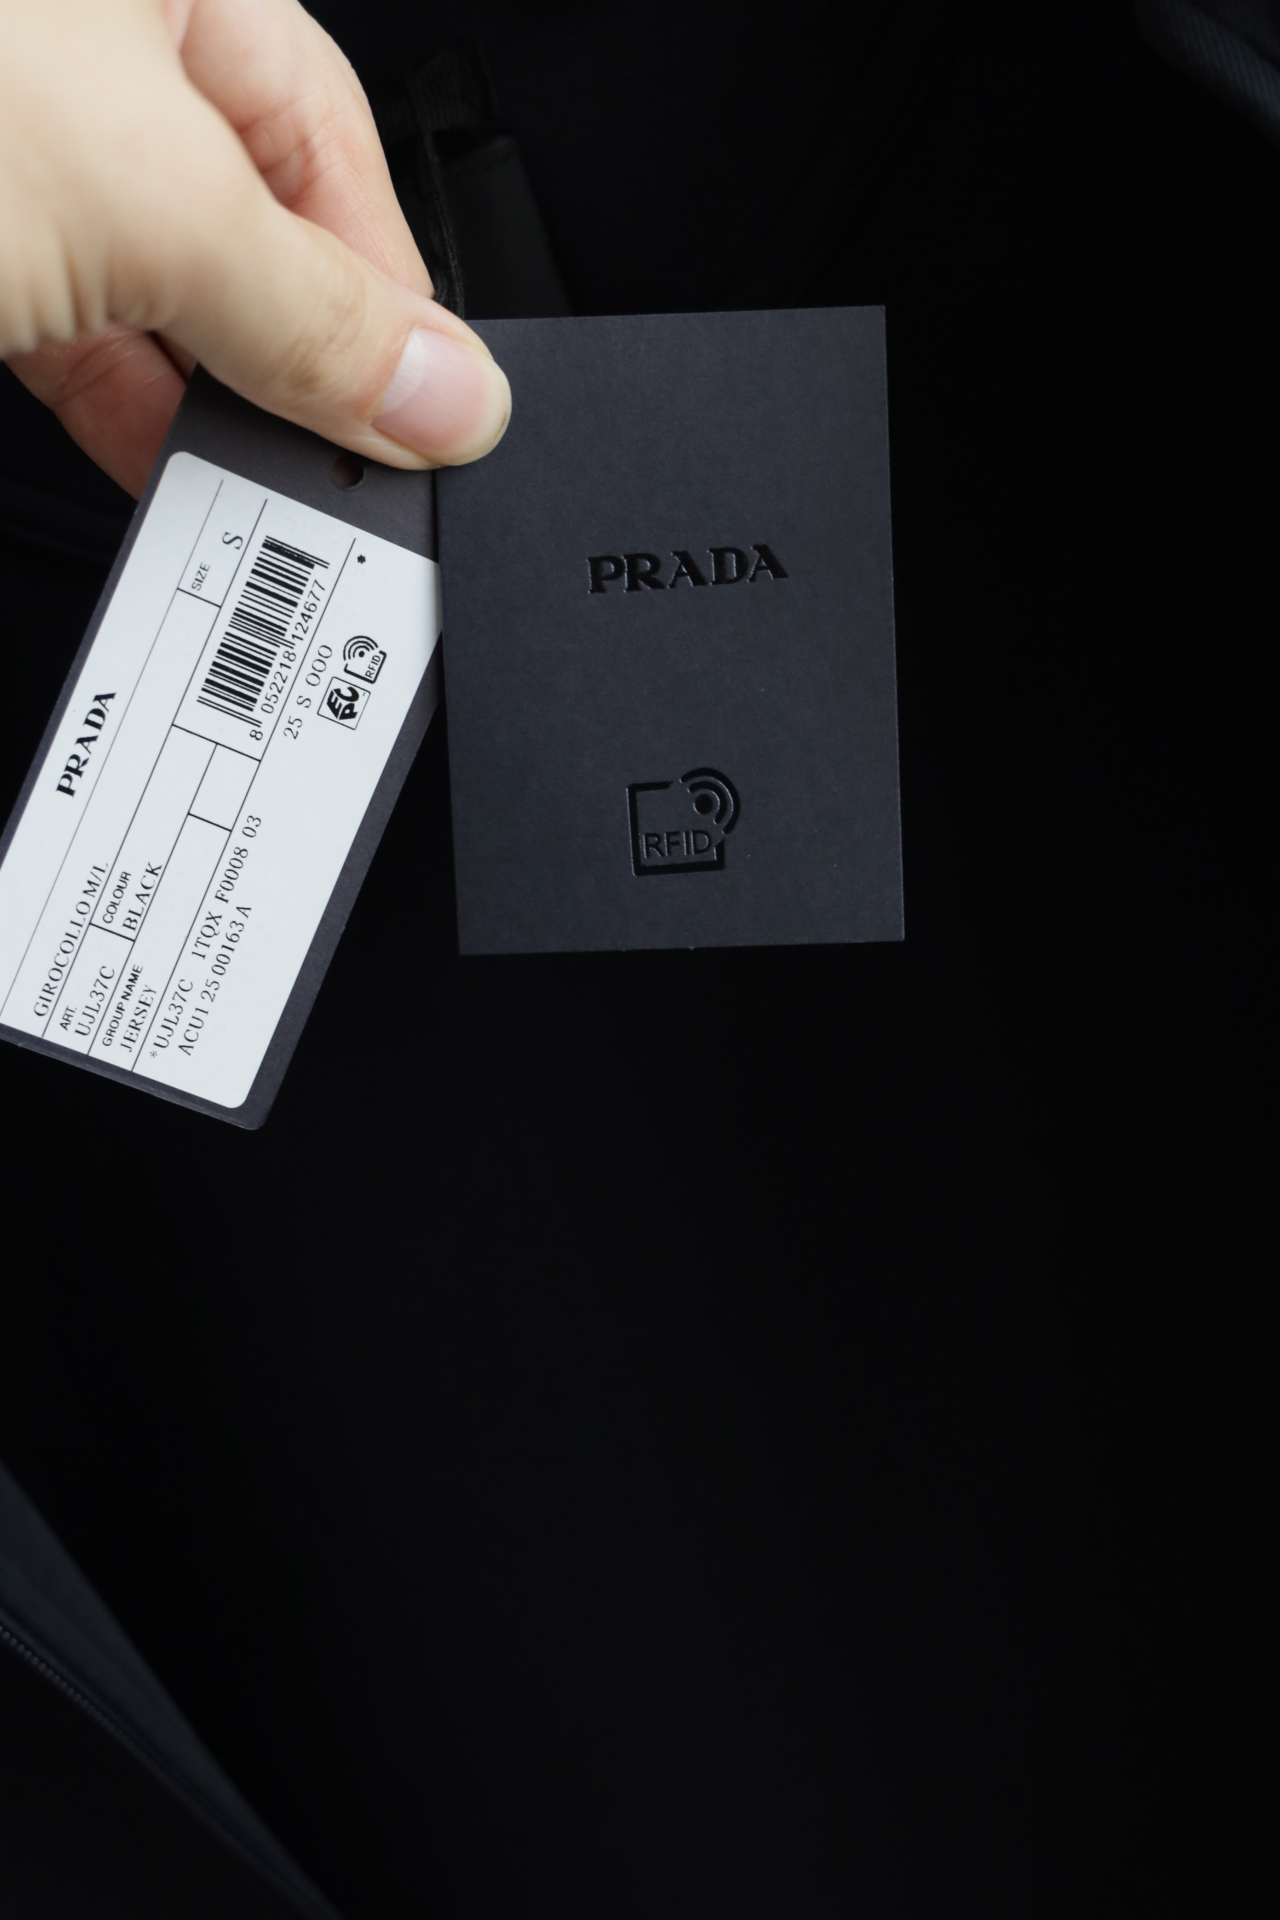 PRADA
GIROCOLLO M/L
SIZE
S
ART.
UJL37C
COLOUR
BLACK
GROUP NAME
JERSEY
8 052218 124677
*UJL37C 1TQX F0008 03
25 S 000
ACU1 25 00163 A
EPC
RFID
*
PRADA
RFID